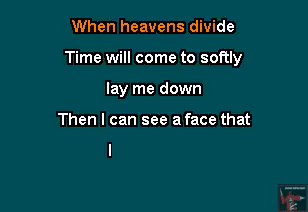 When heavens divide
Time will come to softly
lay me down
Then I can see a face that
I